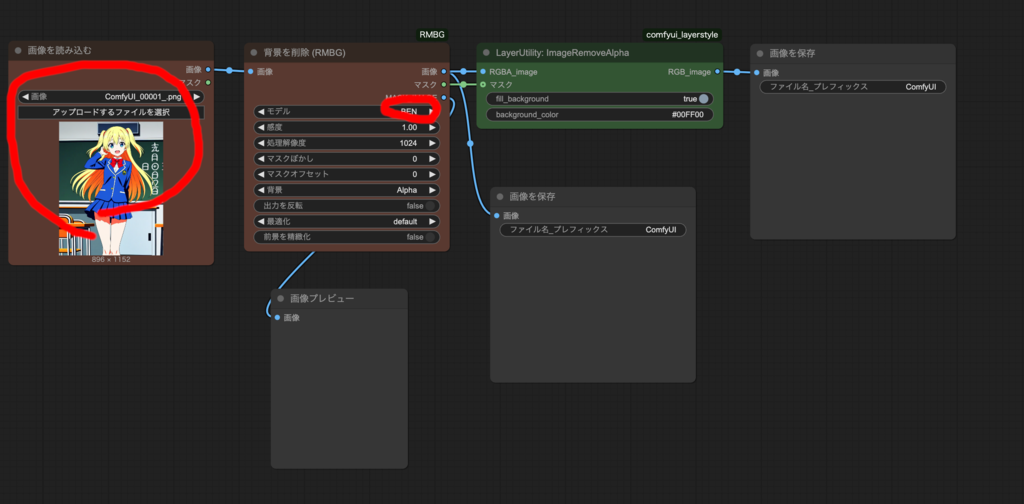 RMBG
comfyui_layerstyle
画像を読み込む
画像
マスク
画像 ComfyUI_00001_.png
アップロードするファイルを選択
896 × 1152
背景を削除 (RMBG)
画像 画像
マスク
モデル BEN
感度 1.00
処理解像度 1024
マスクぼかし 0
マスクオフセット 0
背景 Alpha
出力を反転 false
最適化 default
前景を精緻化 false
LayerUtility: ImageRemoveAlpha
RGBA_image RGB_image
マスク
fill_background true
background_color #00FF00
画像を保存
画像
ファイル名_プレフィックス ComfyUI
画像を保存
画像
ファイル名_プレフィックス ComfyUI
画像プレビュー
画像